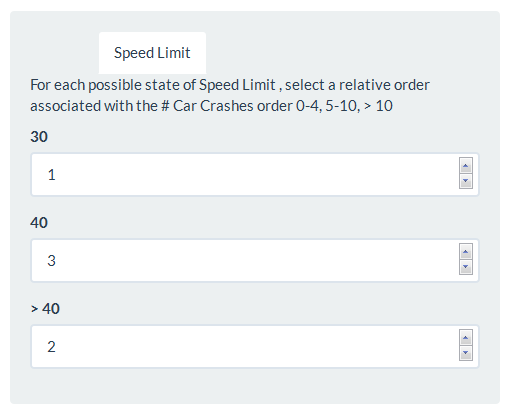 Speed Limit
For each possible state of Speed Limit , select a relative order
associated with the # Car Crashes order 0-4, 5-10, > 10
30
1
40
3
> 40
2